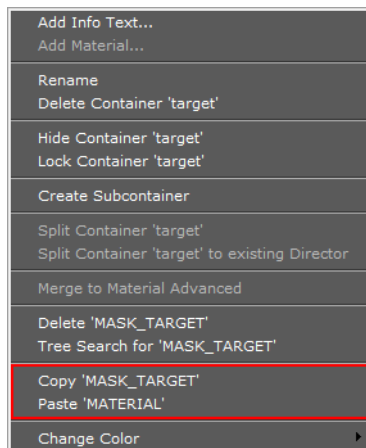 Add Info Text...
Add Material...
Rename
Delete Container 'target'
Hide Container 'target'
Lock Container 'target'
Create Subcontainer
Split Container 'target'
Split Container 'target' to existing Director
Merge to Material Advanced
Delete 'MASK_TARGET'
Tree Search for 'MASK_TARGET'
Copy 'MASK_TARGET'
Paste 'MATERIAL'
Change Color